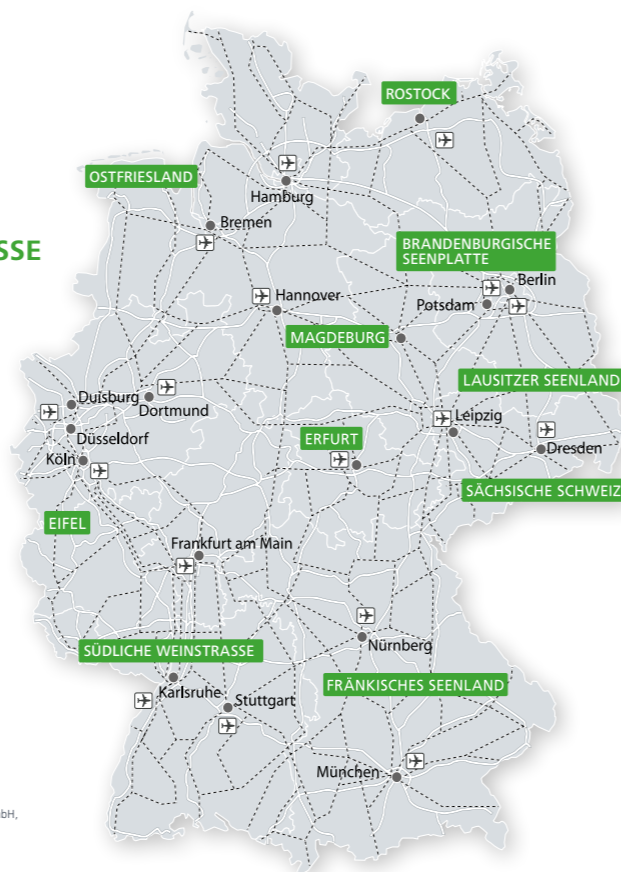 ROSTOCK
OSTFRIESLAND
Hamburg
Bremen
SSE
BRANDENBURGISCHE
SEENPLATTE
Berlin
Hannover
Potsdam
MAGDEBURG
LAUSITZER SEENLAND
Duisburg
Dortmund
Leipzig
Düsseldorf
ERFURT
Dresden
Köln
SÄCHSISCHE SCHWEIZ
EIFEL
Frankfurt am Main
Nürnberg
SÜDLICHE WEINSTRASSE
FRÄNKISCHES SEENLAND
Karlsruhe
Stuttgart
München
bH,